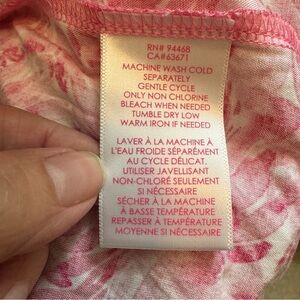 RN# 94468
CA#63671
MACHINE WASH COLD
SEPARATELY
GENTLE CYCLE
ONLY NON CHLORINE
BLEACH WHEN NEEDED
TUMBLE DRY LOW
WARM IRON IF NEEDED
LAVER À LA MACHINE À
L'EAU FROIDE SÉPARÉMENT
AU CYCLE DÉLICAT.
UTILISER JAVELLISANT
NON-CHLORÉ SEULEMENT
SI NÉCESSAIRE
SÉCHER À LA MACHINE
À BASSE TEMPÉRATURE
REPASSER À TEMPÉRATURE
MOYENNE SI NÉCESSAIRE